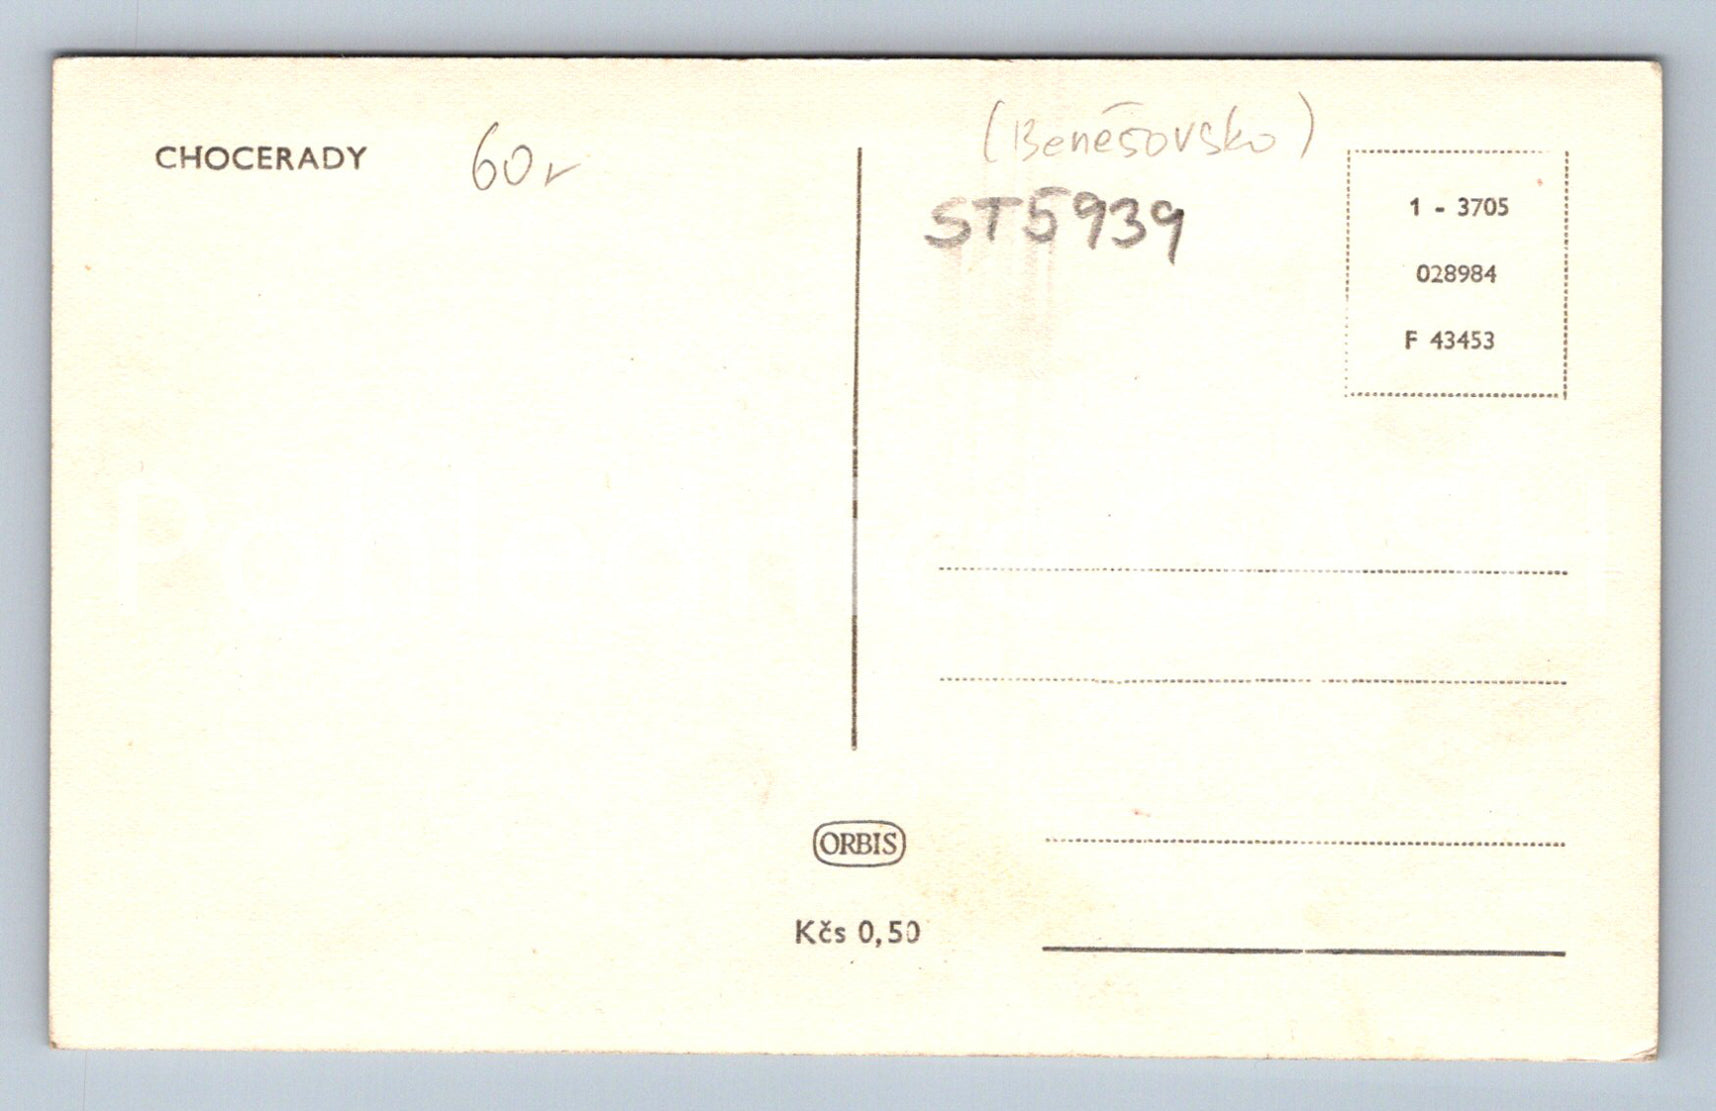 CHOCERADY
60r
(Benešovsko)
ST5939
1 - 3705
028984
F 43453
ORBIS
Kčs 0,50